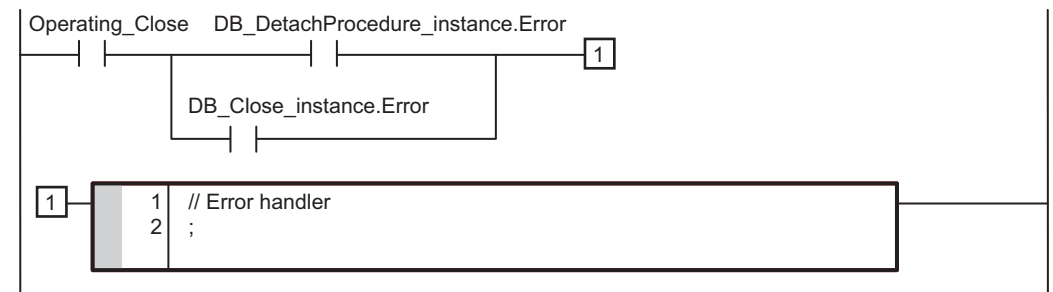 Operating_Close DB_DetachProcedure_instance.Error
1
DB_Close_instance.Error
1
1 // Error handler
2 ;